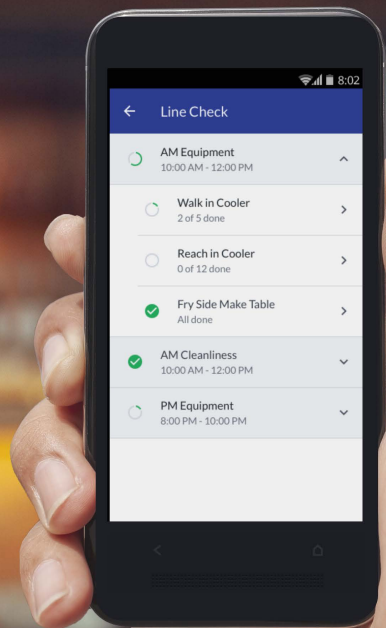 8:02
Line Check
AM Equipment
10:00 AM - 12:00 PM
Walk in Cooler
2 of 5 done
Reach in Cooler
0 of 12 done
Fry Side Make Table
All done
AM Cleanliness
10:00 AM - 12:00 PM
PM Equipment
8:00 PM - 10:00 PM